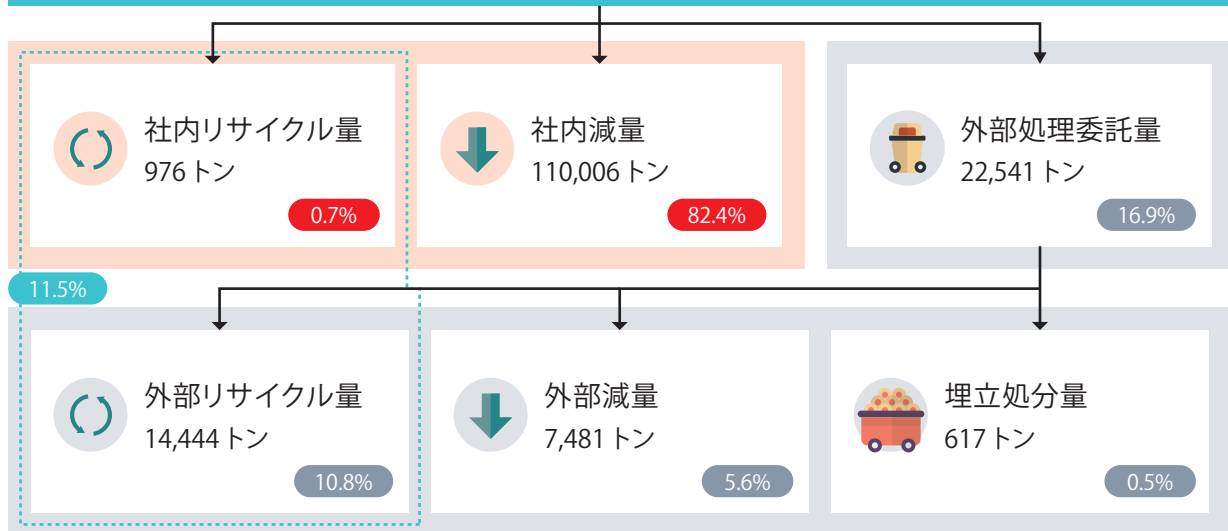 社内リサイクル量
976 トン
0.7%
社内減量
110,006 トン
82.4%
外部処理委託量
22,541 トン
16.9%
11.5%
外部リサイクル量
14,444 トン
10.8%
外部減量
7,481 トン
5.6%
埋立処分量
617 トン
0.5%